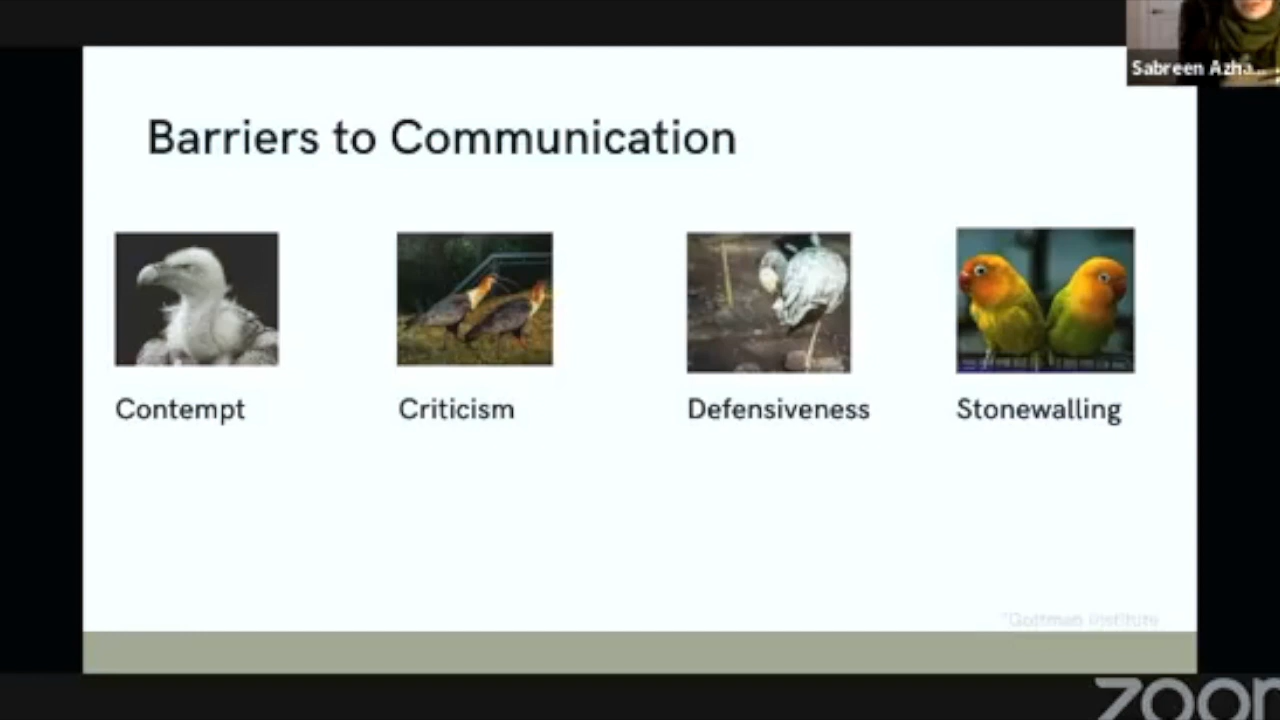 Sabreen Azha...
Barriers to Communication
Contempt
Criticism
Defensiveness
Stonewalling
*Gottman Institute
zoom